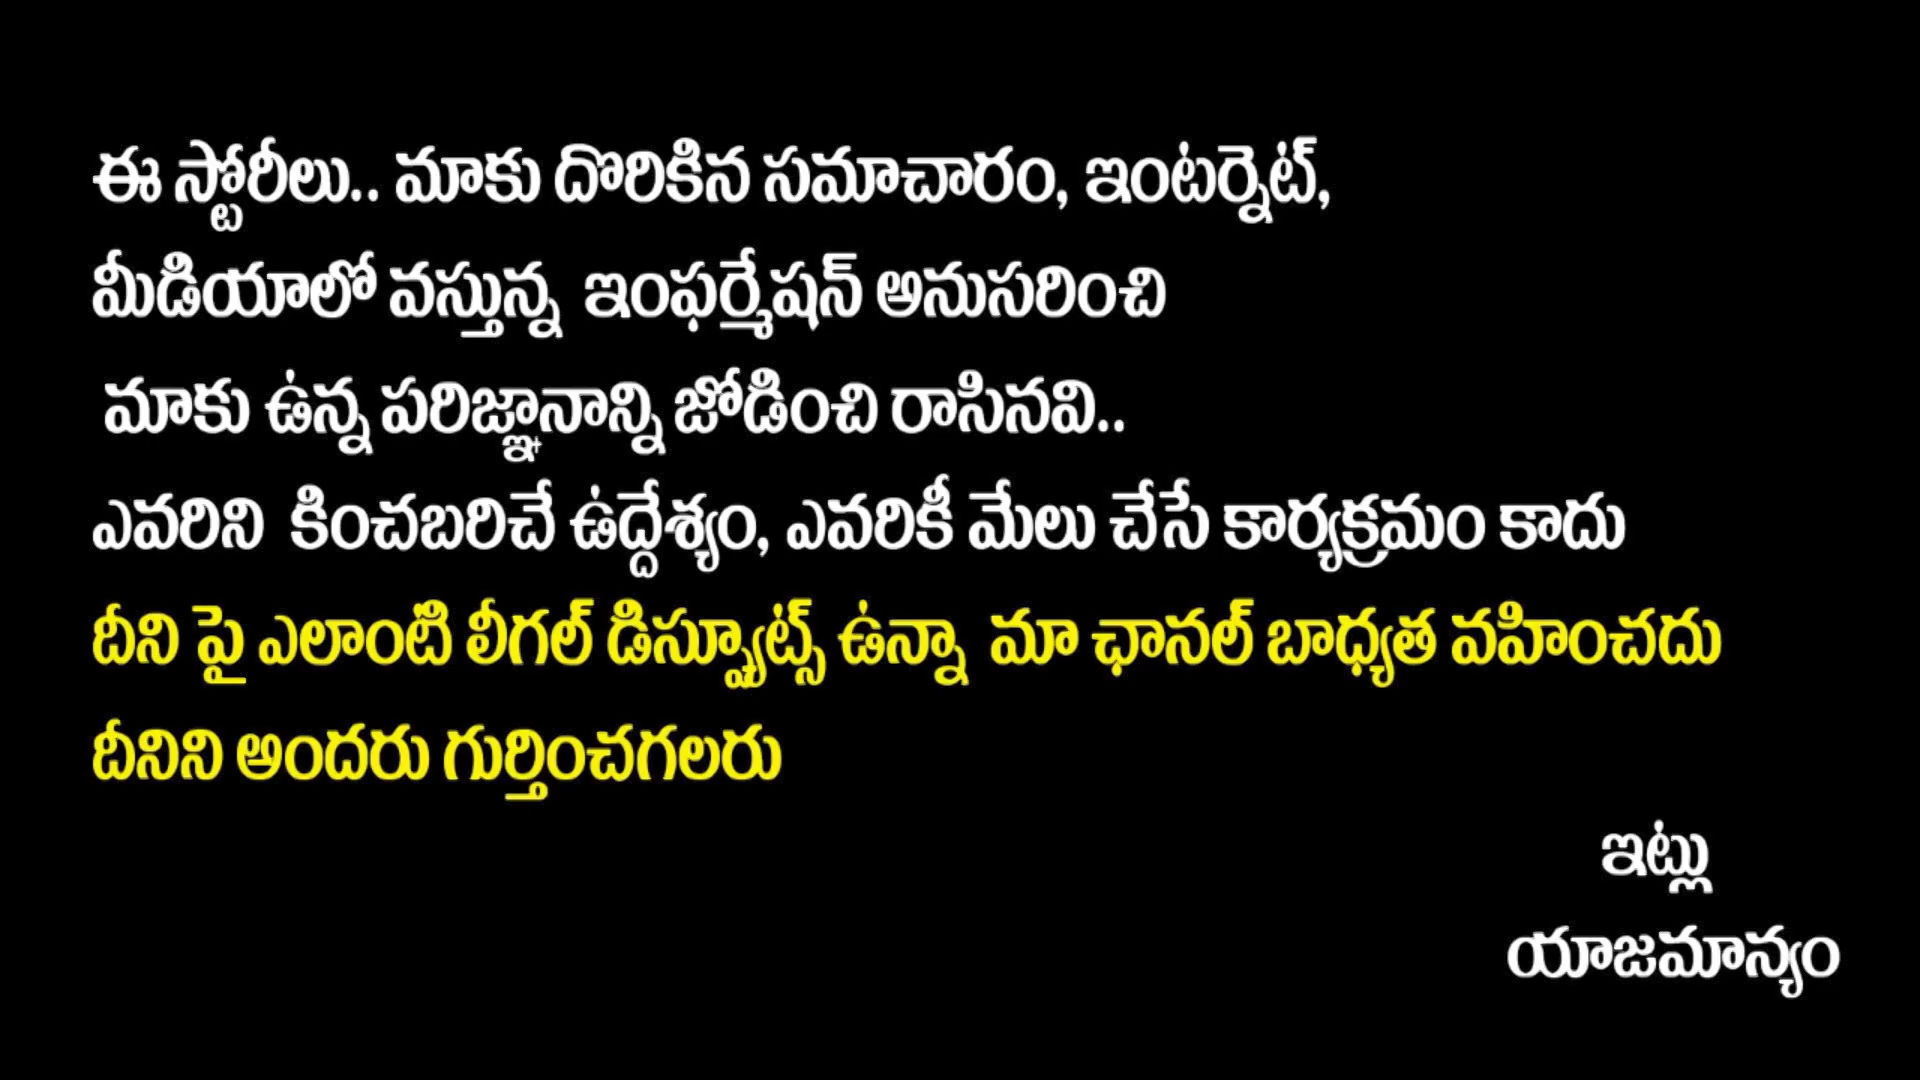 ఈ స్టోరీలు.. మాకు దొరికిన సమాచారం, ఇంటర్నెట్,
మీడియాలో వస్తున్న ఇంఫర్మేషన్ అనుసరించి
మాకు ఉన్న పరిజ్ఞానాన్ని జోడించి రాసినవి..
ఎవరిని కించబరిచే ఉద్దేశ్యం, ఎవరికీ మేలు చేసే కార్యక్రమం కాదు
దీని పై ఎలాంటి లీగల్ డిస్ప్యూట్స్ ఉన్నా మా ఛానల్ బాధ్యత వహించదు
దీనిని అందరు గుర్తించగలరు
ఇట్లు
యాజమాన్యం